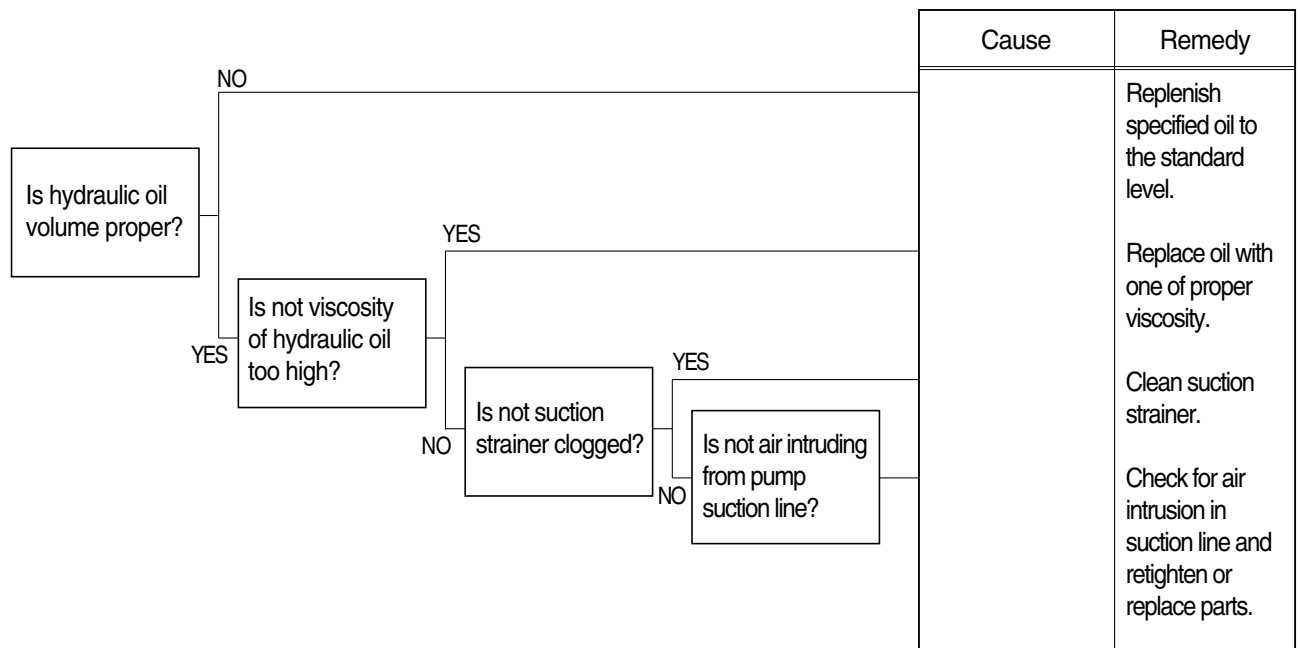 Cause
Remedy
NO
Is hydraulic oil
volume proper?
Replenish
specified oil to
the standard
level.
YES
Is not viscosity
of hydraulic oil
too high?
YES
Replace oil with
one of proper
viscosity.
NO
Is not suction
strainer clogged?
YES
Clean suction
strainer.
NO
Is not air intruding
from pump
suction line?
Check for air
intrusion in
suction line and
retighten or
replace parts.